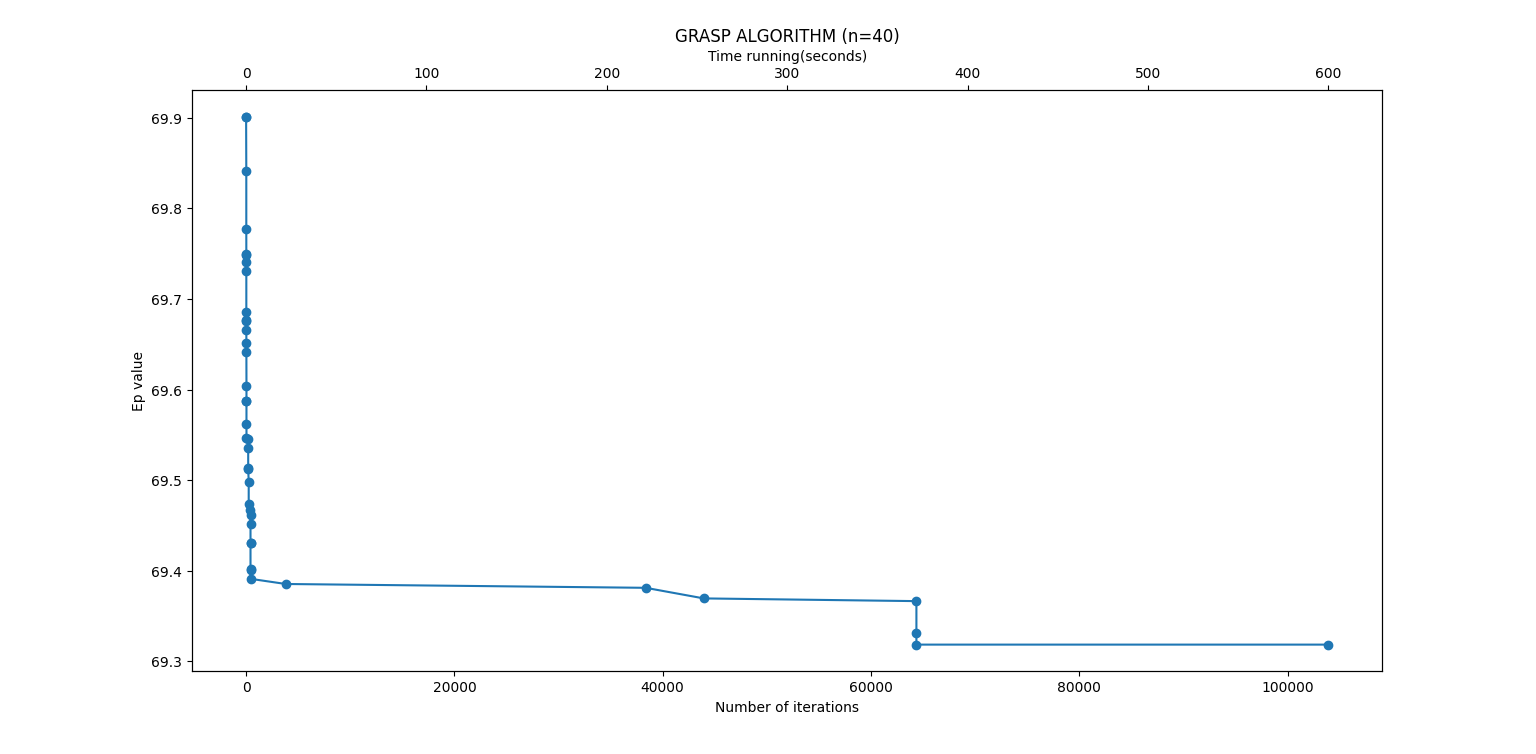 GRASP ALGORITHM (n=40)
Time running(seconds)
0 100 200 300 400 500 600
69.9
69.8
69.7
69.6
69.5
69.4
69.3
Ep value
0 20000 40000 60000 80000 100000
Number of iterations